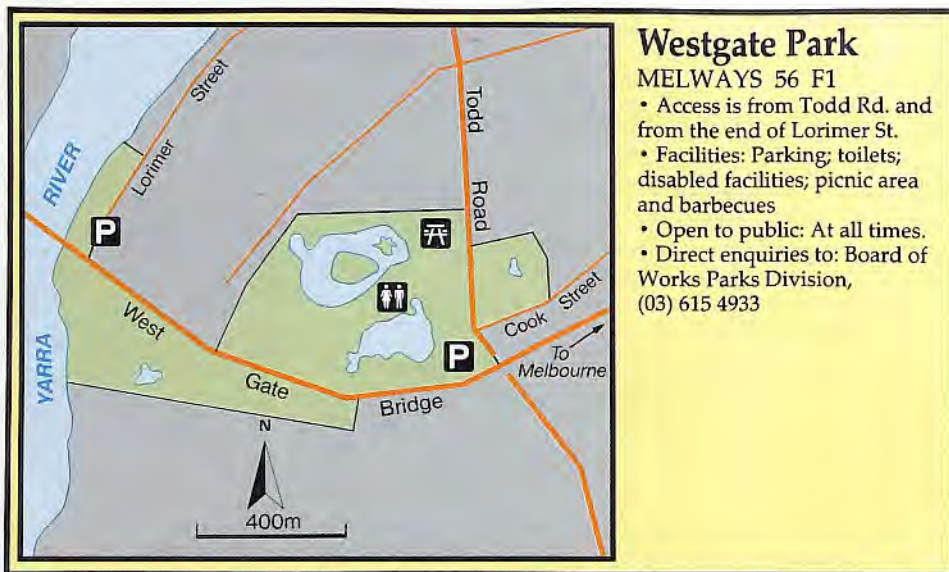 Westgate Park
MELWAYS 56 F1
• Access is from Todd Rd. and
from the end of Lorimer St.
• Facilities: Parking; toilets;
disabled facilities; picnic area
and barbecues
• Open to public: At all times.
• Direct enquiries to: Board of
Works Parks Division,
(03) 615 4933
Lorimer Street
Todd Road
YARRA RIVER
P
West Gate Bridge
P
Cook Street
To
Melbourne
N
400m